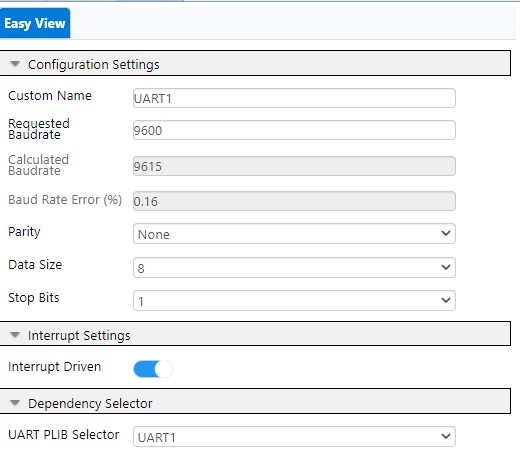 Easy View
Configuration Settings
Custom Name UART1
Requested
Baudrate 9600
Calculated
Baudrate 9615
Baud Rate Error (%) 0.16
Parity None
Data Size 8
Stop Bits 1
Interrupt Settings
Interrupt Driven
Dependency Selector
UART PLIB Selector UART1